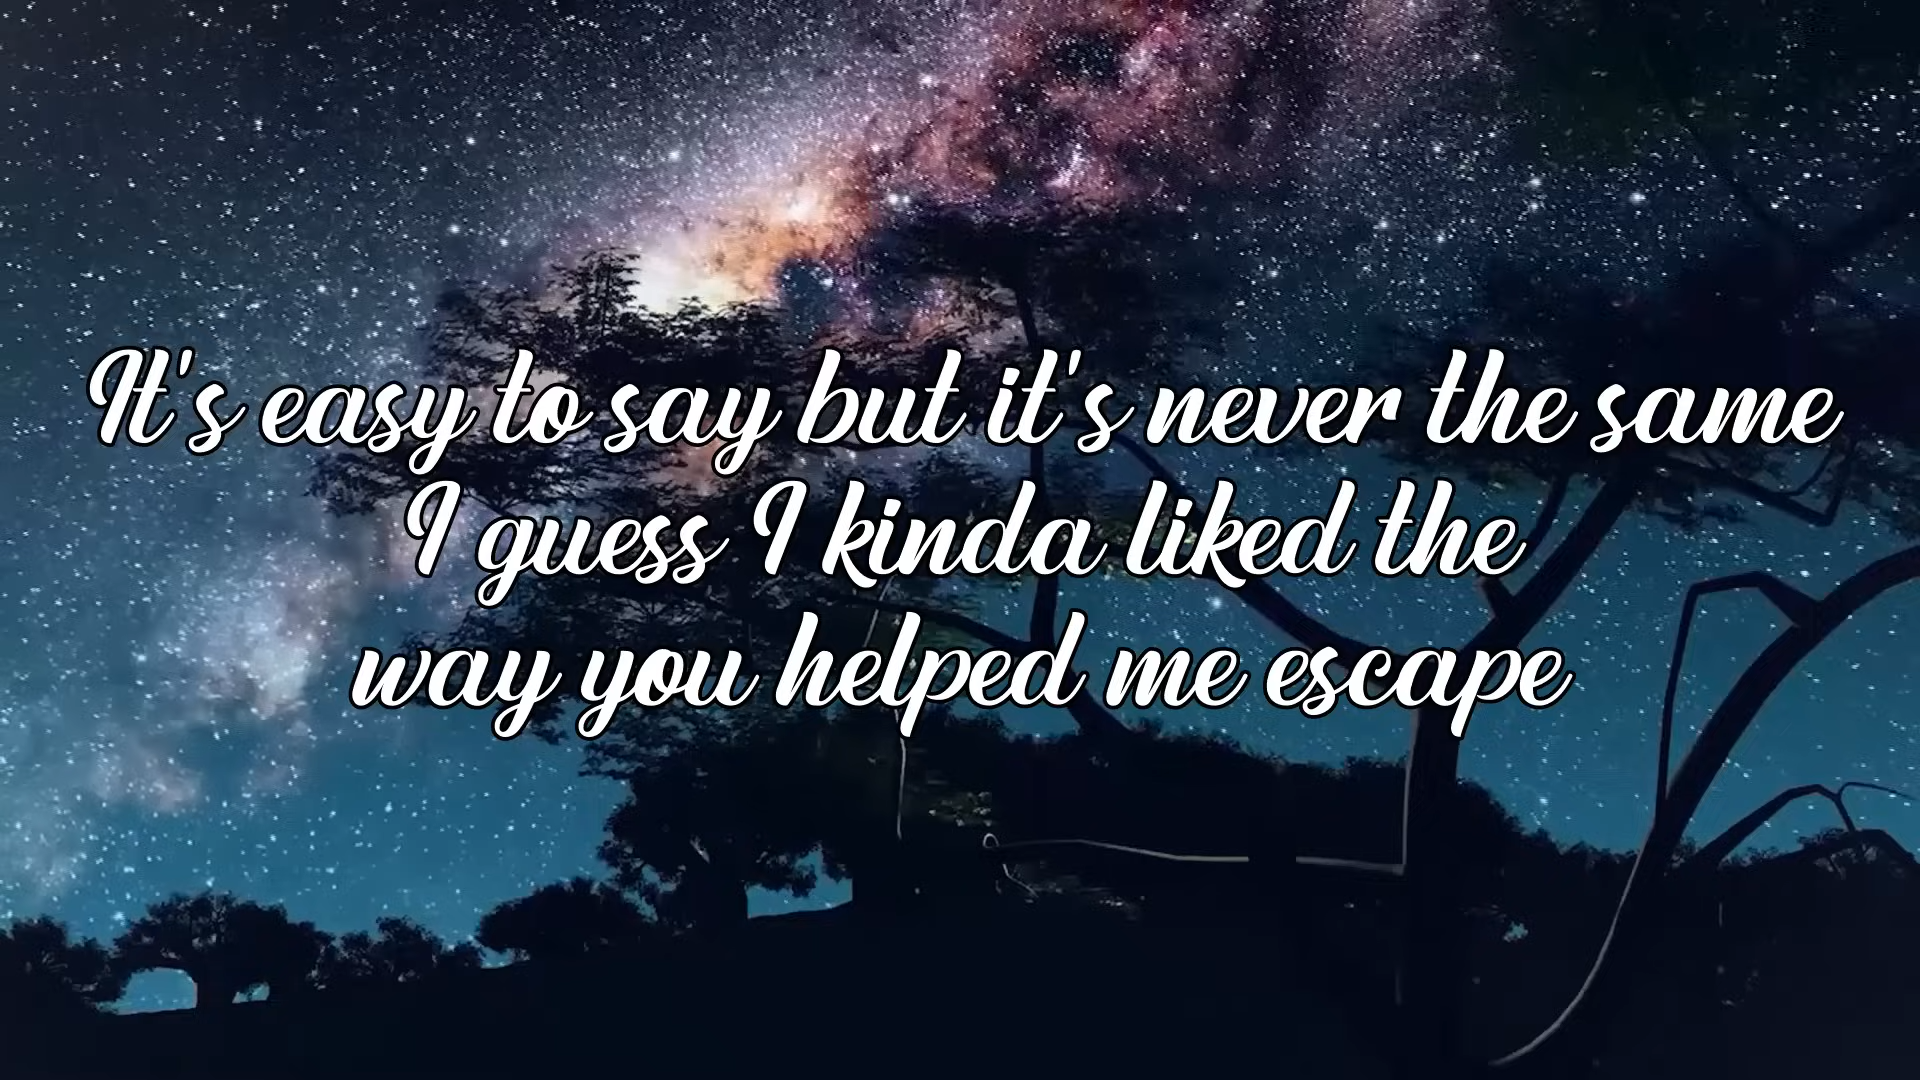 It's easy to say but it's never the same
I guess I kinda liked the
way you helped me escape